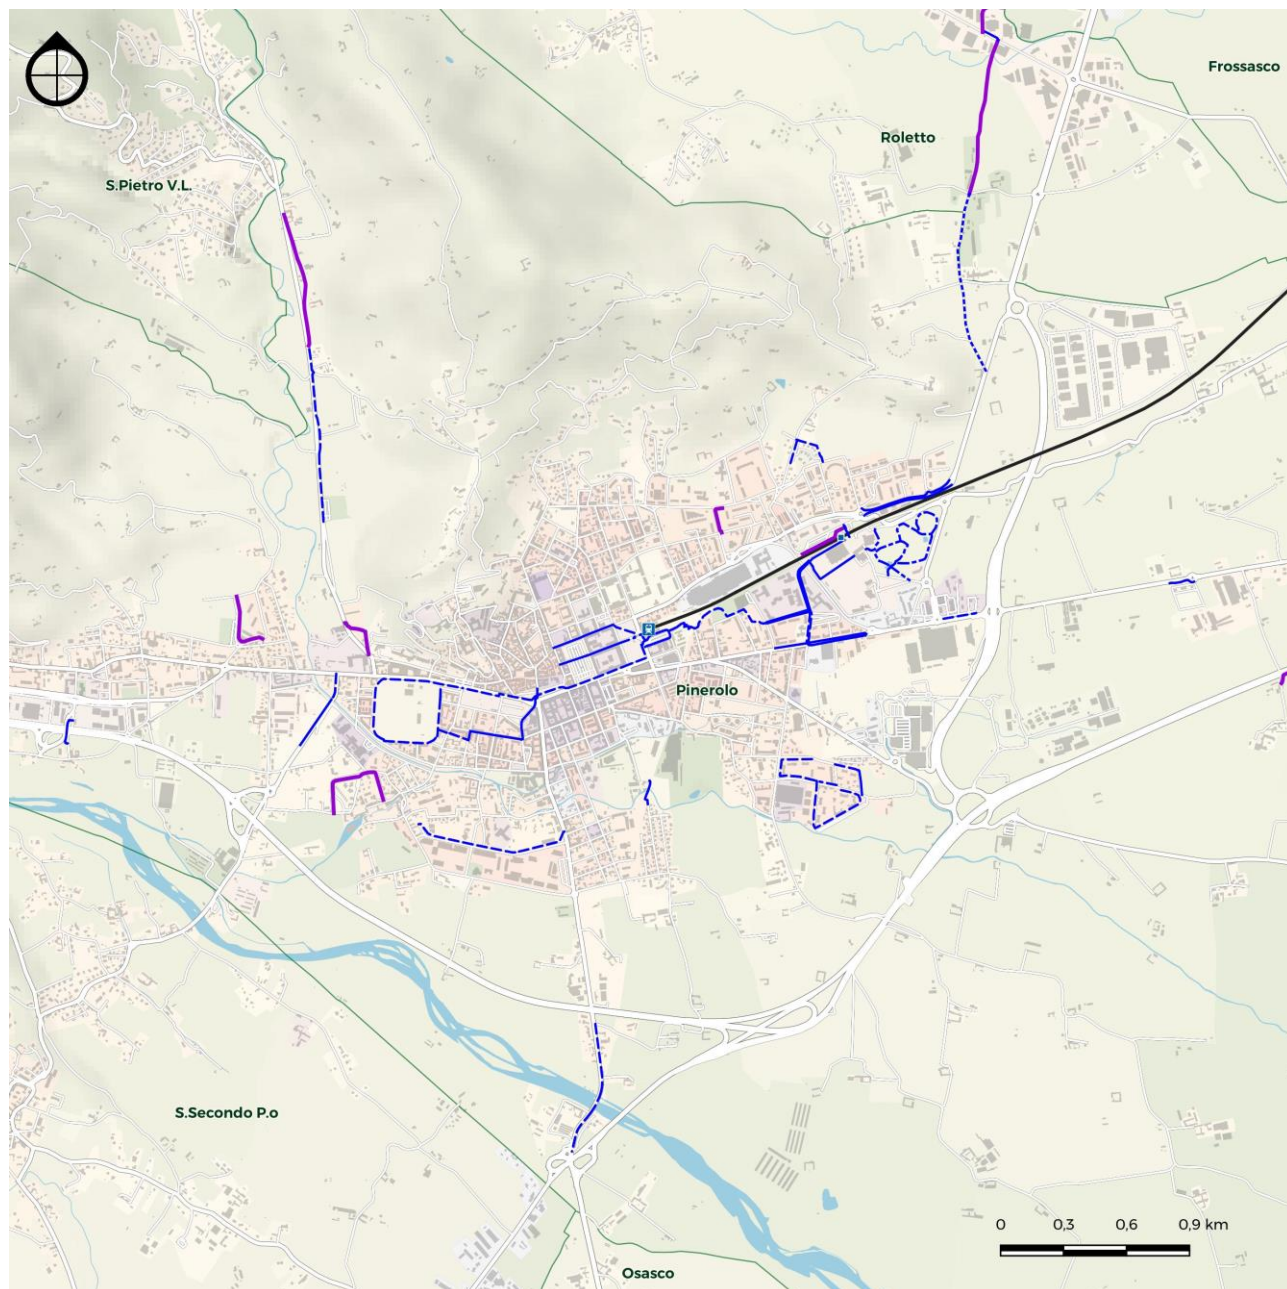 Frossasco
Roletto
S.Pietro V.L.
Pinerolo
S.Secondo P.o
0 0,3 0,6 0,9 km
Osasco